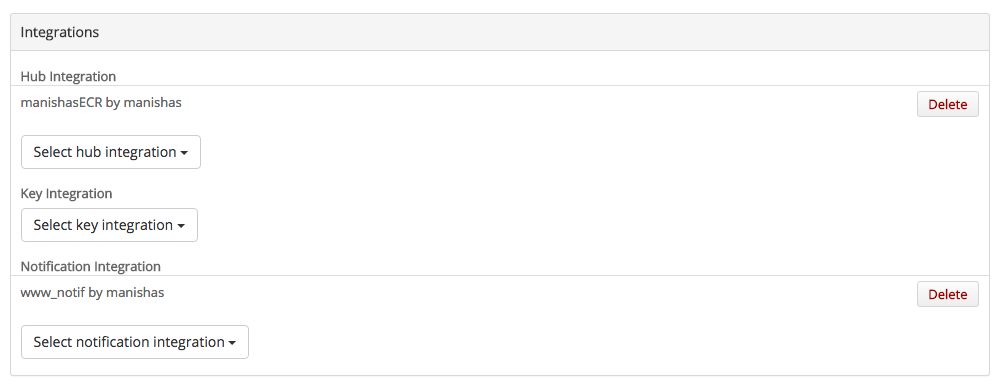 Integrations
Hub Integration
manishasECR by manishas
Delete
Select hub integration
Key Integration
Select key integration
Notification Integration
www_notif by manishas
Delete
Select notification integration